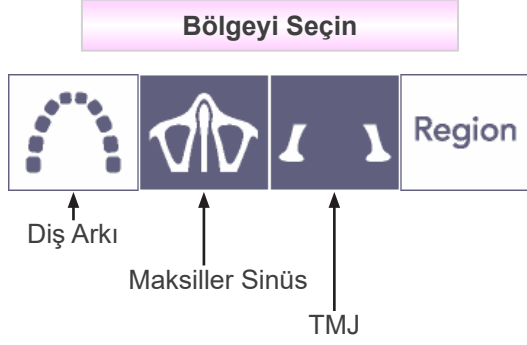 Bölgeyi Seçin
Region
Diş Arkı
Maksiller Sinüs
TMJ